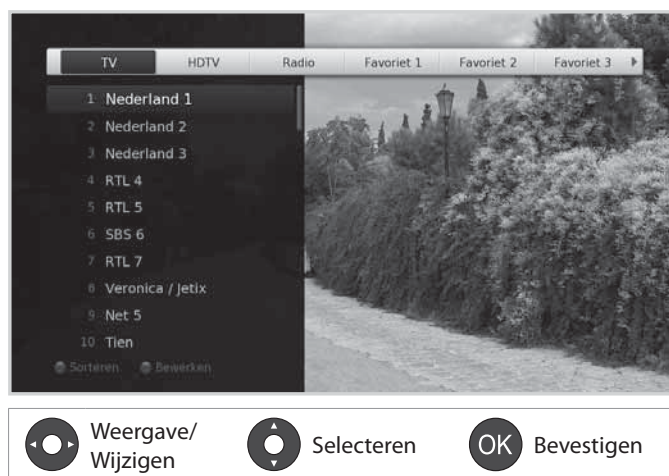 TV HDTV Radio Favoriet 1 Favoriet 2 Favoriet 3
1 Nederland 1
2 Nederland 2
3 Nederland 3
4 RTL 4
5 RTL 5
6 SBS 6
7 RTL 7
8 Veronica / Jetix
9 Net 5
10 Tien
Sorteren Bewerken
Weergave/
Wijzigen
Selecteren
OK Bevestigen